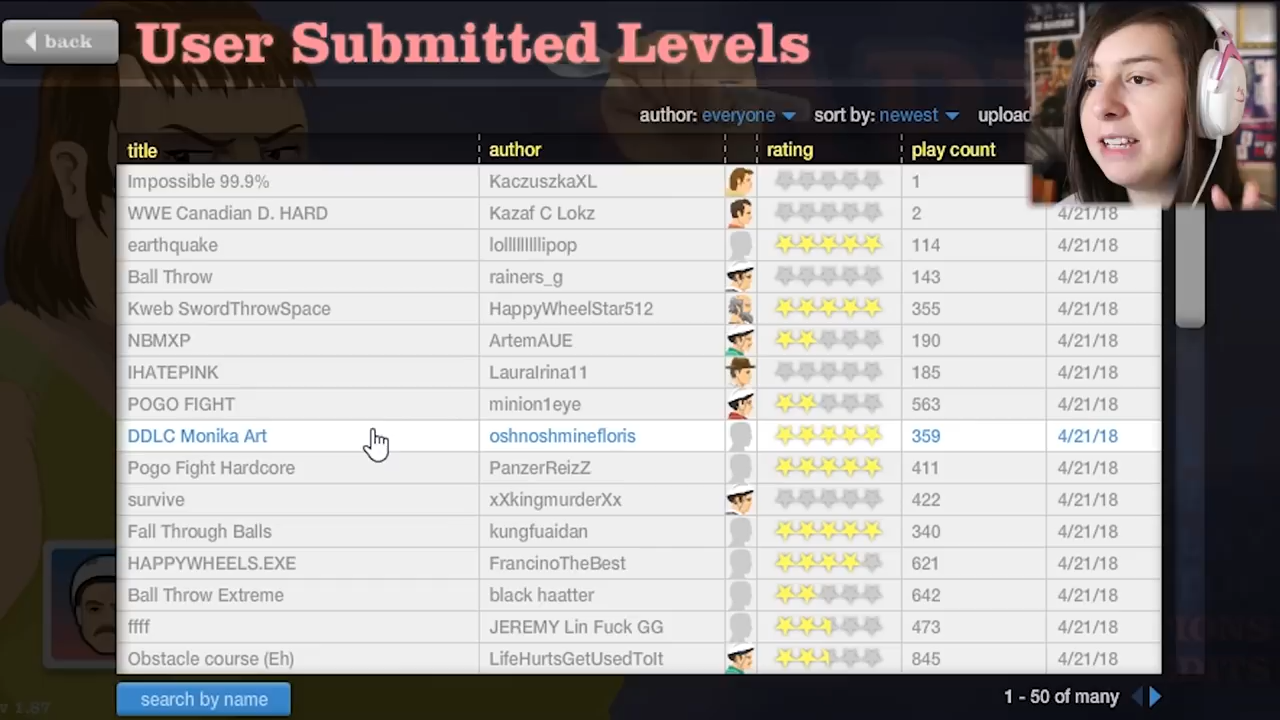 back
User Submitted Levels
author: everyone sort by: newest upload
title author rating play count
Impossible 99.9% KaczuszkaXL 1
WWE Canadian D. HARD Kazaf C Lokz 2 4/21/18
earthquake lolllllllllipop 114 4/21/18
Ball Throw rainers_g 143 4/21/18
Kweb SwordThrowSpace HappyWheelStar512 355 4/21/18
NBMXP ArtemAUE 190 4/21/18
IHATEPINK LauraIrina11 185 4/21/18
POGO FIGHT minion1eye 563 4/21/18
DDLC Monika Art oshnoshminefloris 359 4/21/18
Pogo Fight Hardcore PanzerReizZ 411 4/21/18
survive xXkingmurderXx 422 4/21/18
Fall Through Balls kungfuaidan 340 4/21/18
HAPPYWHEELS.EXE FrancinoTheBest 621 4/21/18
Ball Throw Extreme black haatter 642 4/21/18
ffff JEREMY Lin Fuck GG 473 4/21/18
Obstacle course (Eh) LifeHurtsGetUsedToIt 845 4/21/18
search by name 1 - 50 of many
v 1.87